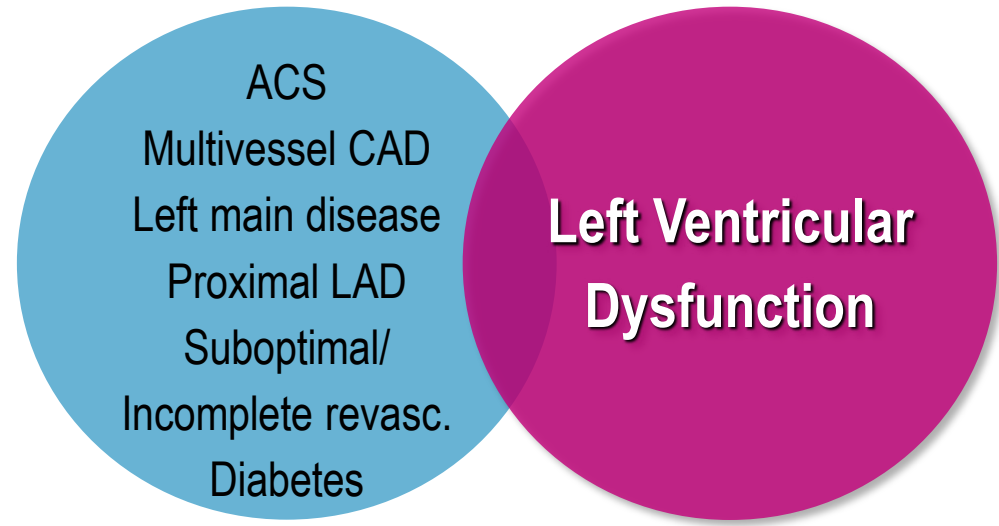 ACS
Multivessel CAD
Left main disease
Proximal LAD
Suboptimal/
Incomplete revasc.
Diabetes
Left Ventricular
Dysfunction